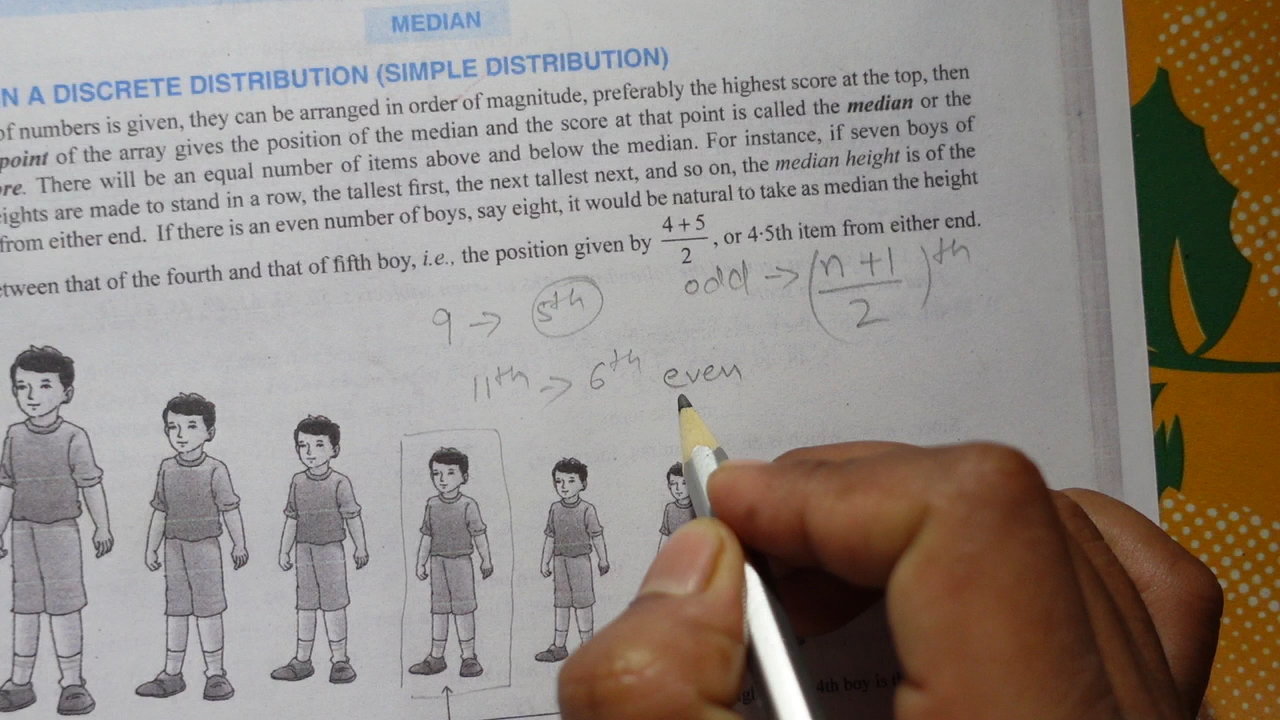 MEDIAN
N A DISCRETE DISTRIBUTION (SIMPLE DISTRIBUTION)
of numbers is given, they can be arranged in order of magnitude, preferably the highest score at the top, then
point of the array gives the position of the median and the score at that point is called the median or the
re. There will be an equal number of items above and below the median. For instance, if seven boys of
ights are made to stand in a row, the tallest first, the next tallest next, and so on, the median height is of the
from either end. If there is an even number of boys, say eight, it would be natural to take as median the height
tween that of the fourth and that of fifth boy, i.e., the position given by (4 + 5)/2, or 4·5th item from either end.
odd → (n + 1 / 2)th
9 → 5th
11th → 6th
even
4th boy is